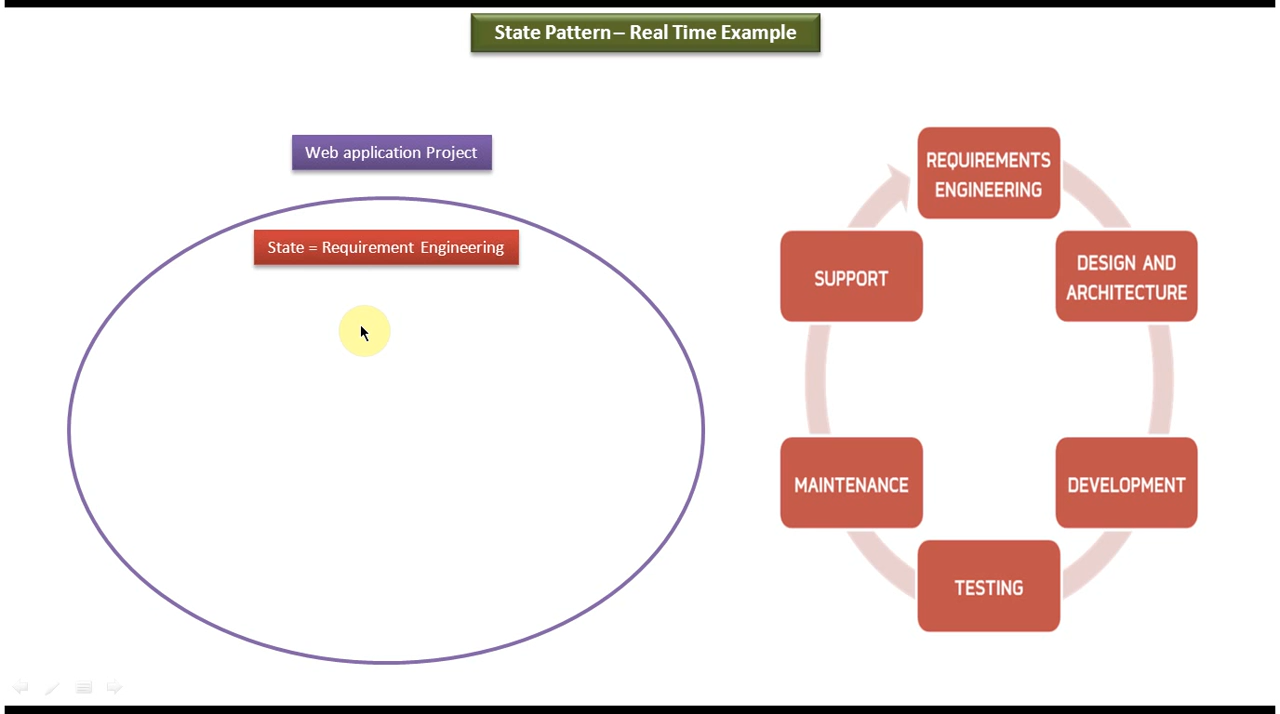 State Pattern – Real Time Example
Web application Project
State = Requirement Engineering
REQUIREMENTS
ENGINEERING
DESIGN AND
ARCHITECTURE
DEVELOPMENT
TESTING
MAINTENANCE
SUPPORT